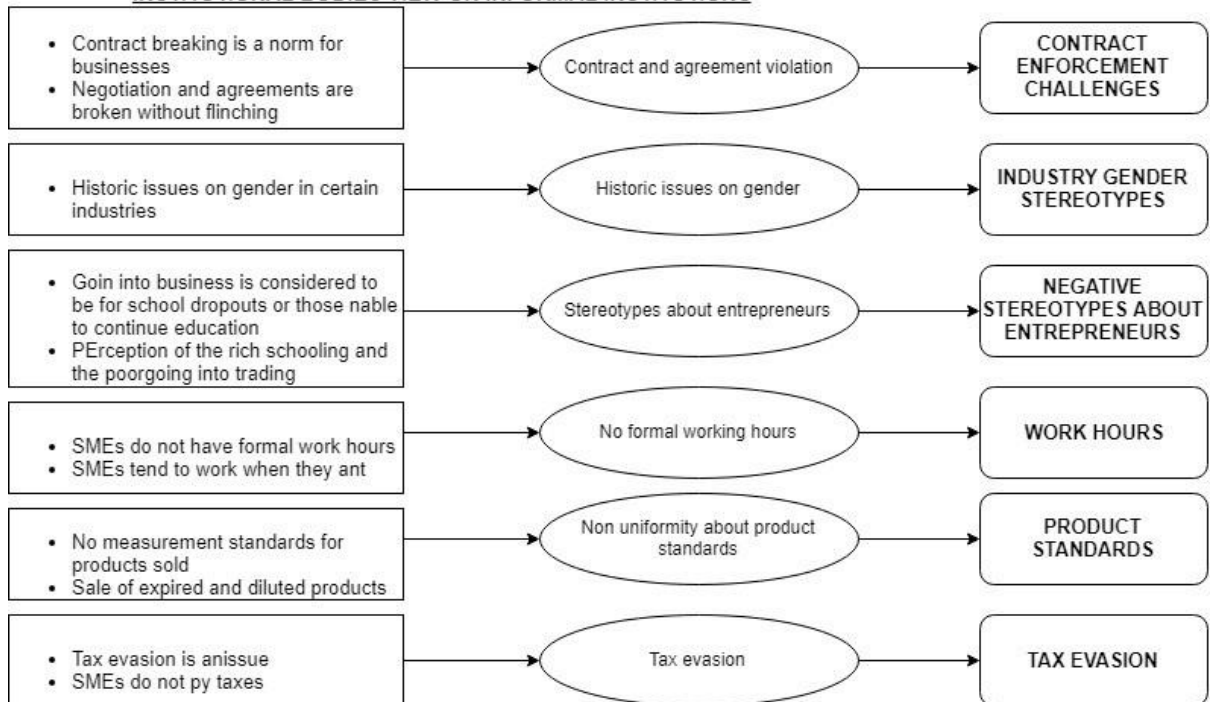 • Contract breaking is a norm for
businesses
• Negotiation and agreements are
broken without flinching
Contract and agreement violation
CONTRACT
ENFORCEMENT
CHALLENGES
• Historic issues on gender in certain
industries
Historic issues on gender
INDUSTRY GENDER
STEREOTYPES
• Goin into business is considered to
be for school dropouts or those nable
to continue education
• PErception of the rich schooling and
the poorgoing into trading
Stereotypes about entrepreneurs
NEGATIVE
STEREOTYPES ABOUT
ENTREPRENEURS
• SMEs do not have formal work hours
• SMEs tend to work when they ant
No formal working hours
WORK HOURS
• No measurement standards for
products sold
• Sale of expired and diluted products
Non uniformity about product
standards
PRODUCT
STANDARDS
• Tax evasion is anissue
• SMEs do not py taxes
Tax evasion
TAX EVASION